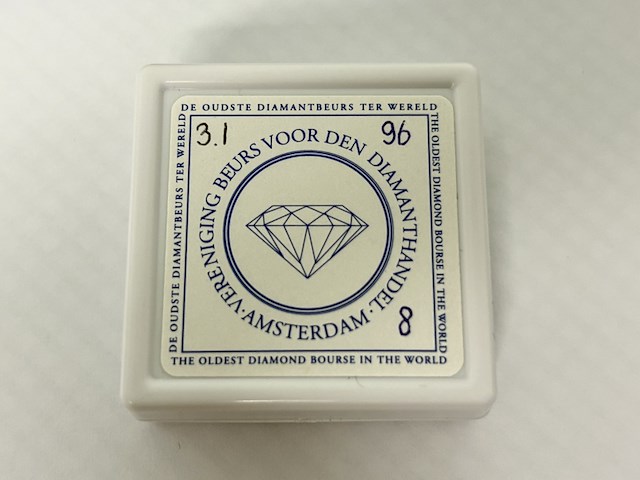 DE OUDSTE DIAMANTBEURS TER WERELD
THE OLDEST DIAMOND BOURSE IN THE WORLD
THE OLDEST DIAMOND BOURSE IN THE WORLD
DE OUDSTE DIAMANTBEURS TER WERELD
3.1
96
VERENIGING BEURS VOOR DEN DIAMANTHANDEL
·AMSTERDAM·
8